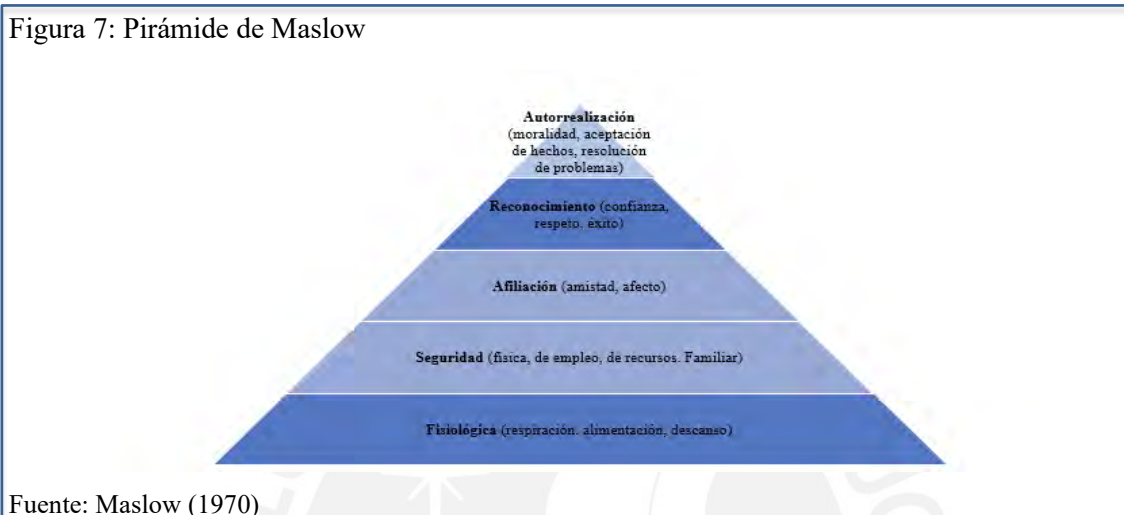 Figura 7: Pirámide de Maslow
Autorrealización
(moralidad, aceptación
de hechos, resolución
de problemas)
Reconocimiento (confianza,
respeto, éxito)
Afiliación (amistad, afecto)
Seguridad (física, de empleo, de recursos. Familiar)
Fisiológica (respiración. alimentación, descanso)
Fuente: Maslow (1970)